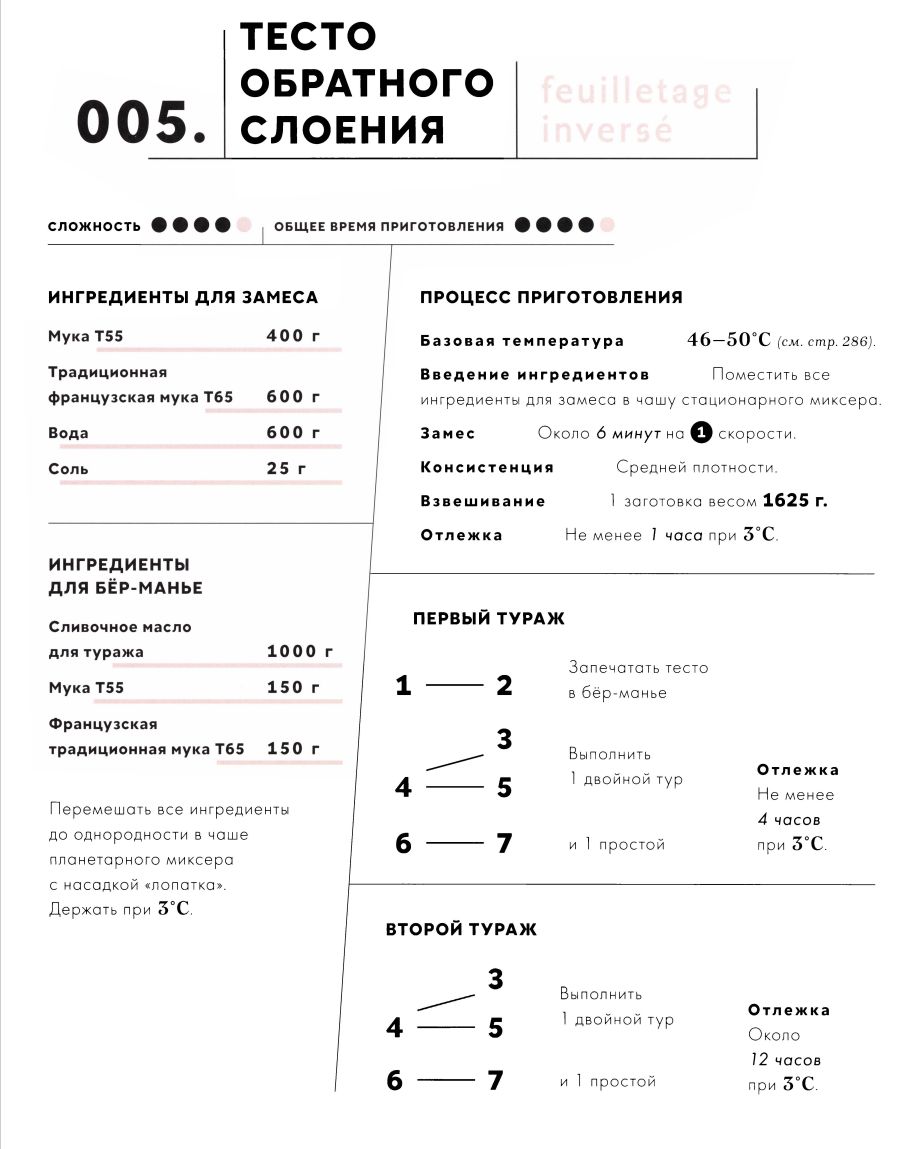 005.
ТЕСТО
ОБРАТНОГО
СЛОЕНИЯ
feuilletage
inversé
СЛОЖНОСТЬ
ОБЩЕЕ ВРЕМЯ ПРИГОТОВЛЕНИЯ
ИНГРЕДИЕНТЫ ДЛЯ ЗАМЕСА
Мука Т55 400 г
Традиционная
французская мука Т65 600 г
Вода 600 г
Соль 25 г
ИНГРЕДИЕНТЫ
ДЛЯ БЁР-МАНЬЕ
Сливочное масло
для туража 1000 г
Мука Т55 150 г
Французская
традиционная мука Т65 150 г
Перемешать все ингредиенты
до однородности в чаше
планетарного миксера
с насадкой «лопатка».
Держать при 3°С.
ПРОЦЕСС ПРИГОТОВЛЕНИЯ
Базовая температура 46–50°С (см. стр. 286).
Введение ингредиентов Поместить все
ингредиенты для замеса в чашу стационарного миксера.
Замес Около 6 минут на 1 скорости.
Консистенция Средней плотности.
Взвешивание 1 заготовка весом 1625 г.
Отлежка Не менее 1 часа при 3°С.
ПЕРВЫЙ ТУРАЖ
1 — 2
Запечатать тесто
в бёр-манье
3
4 — 5
Выполнить
1 двойной тур
6 — 7
и 1 простой
Отлежка
Не менее
4 часов
при 3°С.
ВТОРОЙ ТУРАЖ
3
4 — 5
Выполнить
1 двойной тур
6 — 7
и 1 простой
Отлежка
Около
12 часов
при 3°С.